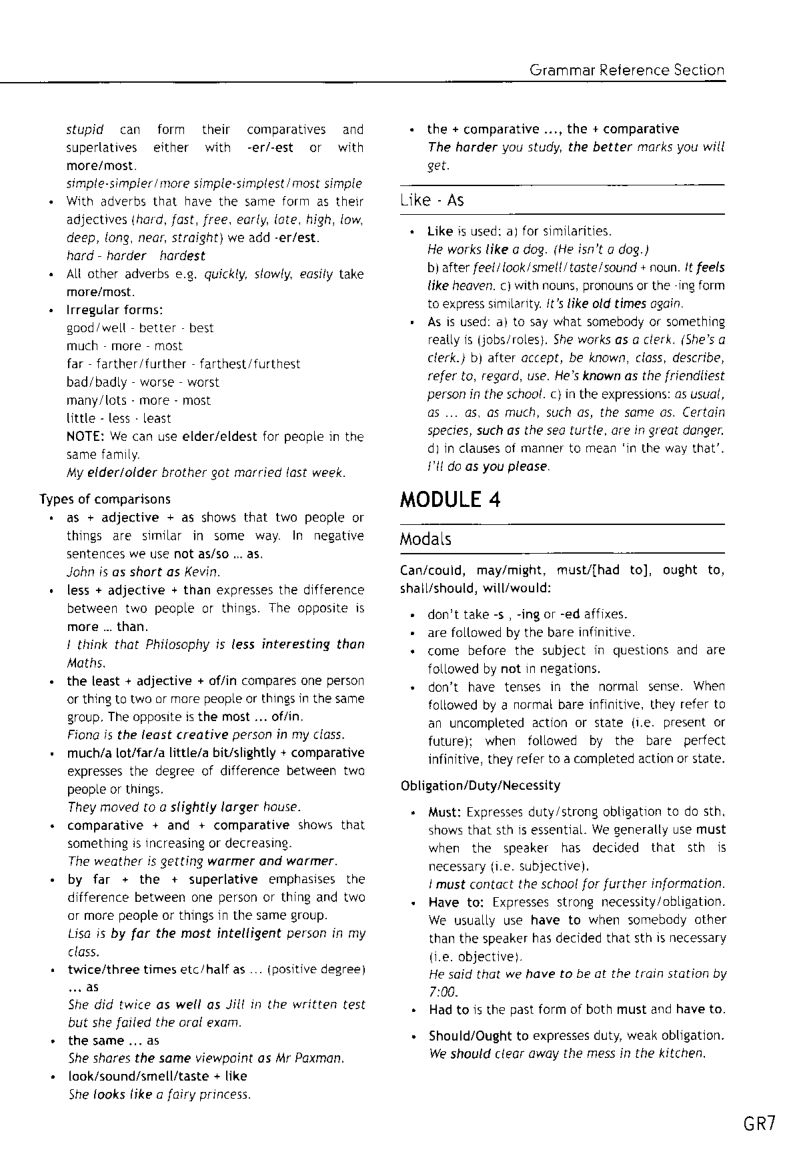 Grammar Reference Section
stupid can form their comparatives and
superlatives either with -er/-est or with
more/most.
simple-simpler/more simple-simplest/most simple
• With adverbs that have the same form as their
adjectives (hard, fast, free, early, late, high, low,
deep, long, near, straight) we add -er/est.
hard - harder hardest
• All other adverbs e.g. quickly, slowly, easily take
more/most.
• Irregular forms:
good/well - better - best
much - more - most
far - farther/further - farthest/furthest
bad/badly - worse - worst
many/lots - more - most
little - less - least
NOTE: We can use elder/eldest for people in the
same family.
My elder/older brother got married last week.
Types of comparisons
• as + adjective + as shows that two people or
things are similar in some way. In negative
sentences we use not as/so ... as.
John is as short as Kevin.
• less + adjective + than expresses the difference
between two people or things. The opposite is
more ... than.
I think that Philosophy is less interesting than
Maths.
• the least + adjective + of/in compares one person
or thing to two or more people or things in the same
group. The opposite is the most ... of/in.
Fiona is the least creative person in my class.
• much/a lot/far/a little/a bit/slightly + comparative
expresses the degree of difference between two
people or things.
They moved to a slightly larger house.
• comparative + and + comparative shows that
something is increasing or decreasing.
The weather is getting warmer and warmer.
• by far + the + superlative emphasises the
difference between one person or thing and two
or more people or things in the same group.
Lisa is by far the most intelligent person in my
class.
• twice/three times etc/half as ... (positive degree)
... as
She did twice as well as Jill in the written test
but she failed the oral exam.
• the same ... as
She shares the same viewpoint as Mr Paxman.
• look/sound/smell/taste + like
She looks like a fairy princess.
• the + comparative ..., the + comparative
The harder you study, the better marks you will
get.
Like - As
• Like is used: a) for similarities.
He works like a dog. (He isn't a dog.)
b) after feel/look/smell/taste/sound + noun. It feels
like heaven. c) with nouns, pronouns or the -ing form
to express similarity. It's like old times again.
• As is used: a) to say what somebody or something
really is (jobs/roles). She works as a clerk. (She's a
clerk.) b) after accept, be known, class, describe,
refer to, regard, use. He's known as the friendliest
person in the school. c) in the expressions: as usual,
as ... as, as much, such as, the same as. Certain
species, such as the sea turtle, are in great danger.
d) in clauses of manner to mean 'in the way that'.
I'll do as you please.
MODULE 4
Modals
Can/could, may/might, must/[had to], ought to,
shall/should, will/would:
• don't take -s , -ing or -ed affixes.
• are followed by the bare infinitive.
• come before the subject in questions and are
followed by not in negations.
• don't have tenses in the normal sense. When
followed by a normal bare infinitive, they refer to
an uncompleted action or state (i.e. present or
future); when followed by the bare perfect
infinitive, they refer to a completed action or state.
Obligation/Duty/Necessity
• Must: Expresses duty/strong obligation to do sth,
shows that sth is essential. We generally use must
when the speaker has decided that sth is
necessary (i.e. subjective).
I must contact the school for further information.
• Have to: Expresses strong necessity/obligation.
We usually use have to when somebody other
than the speaker has decided that sth is necessary
(i.e. objective).
He said that we have to be at the train station by
7:00.
• Had to is the past form of both must and have to.
• Should/Ought to expresses duty, weak obligation.
We should clear away the mess in the kitchen.
GR7